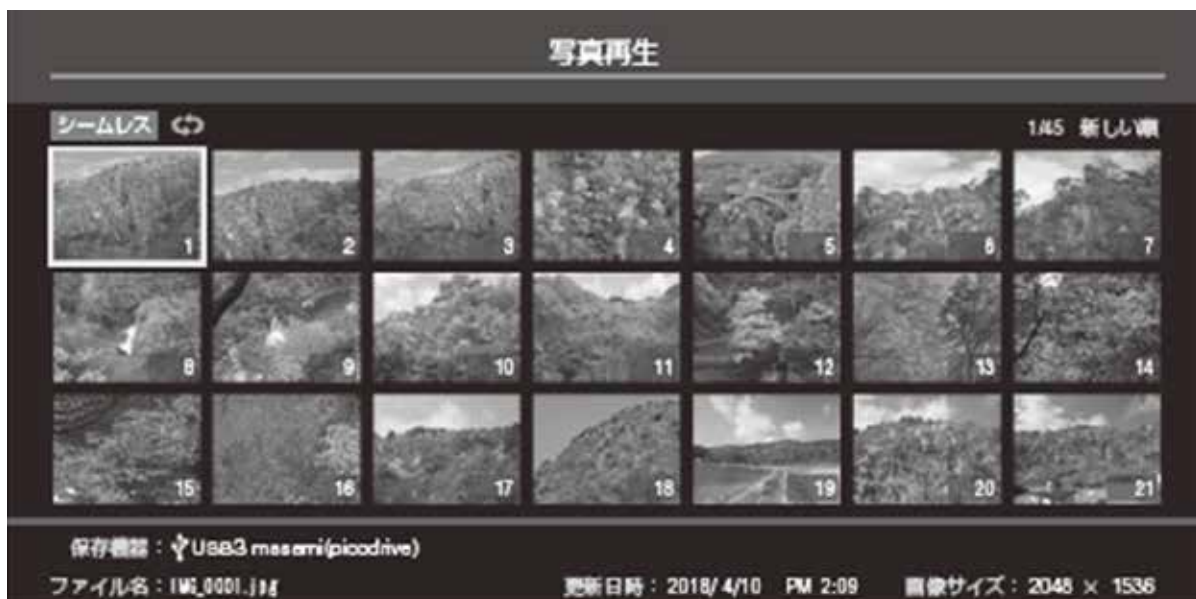 写真再生
シームレス
1/45 新しい順
1 2 3 4 5 6 7
8 9 10 11 12 13 14
15 16 17 18 19 20 21
保存機器：USB3 masami(picodrive)
ファイル名：IMG_0001.jpg 更新日時：2018/ 4/10 PM 2:09 画像サイズ：2048 × 1536